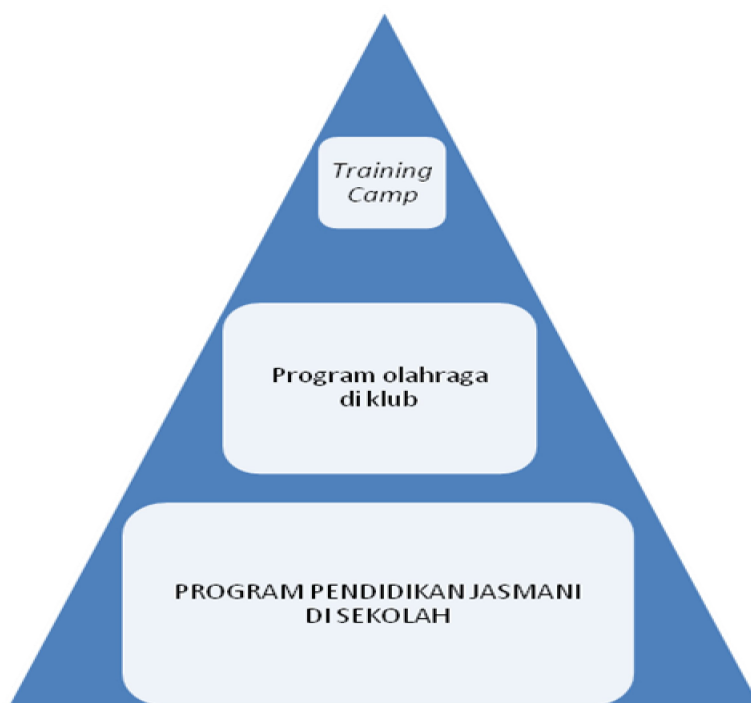 Training
Camp
Program olahraga
di klub
PROGRAM PENDIDIKAN JASMANI
DI SEKOLAH